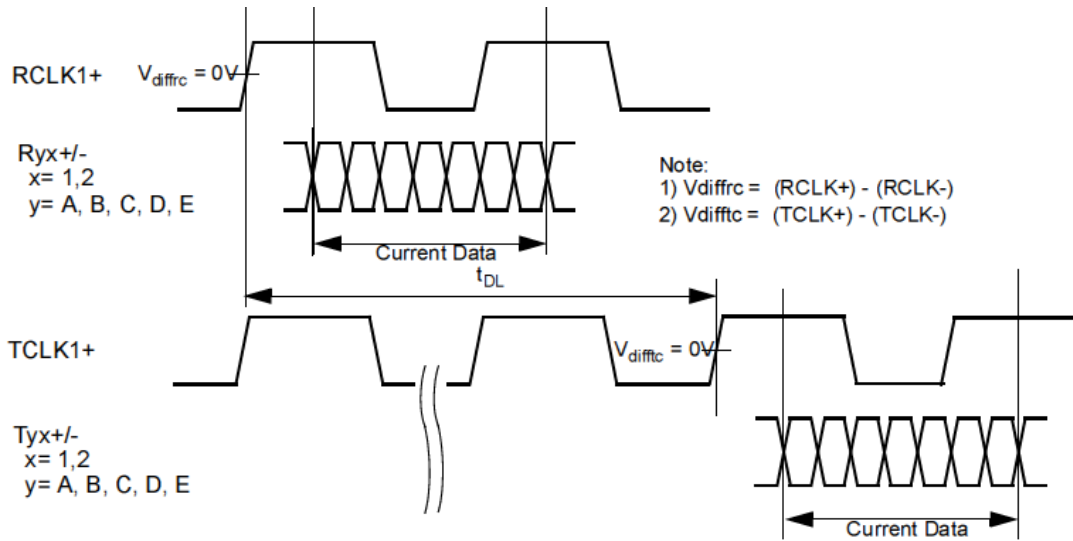 RCLK1+
Vdiffrc = 0V
Ryx+/-
x= 1,2
y= A, B, C, D, E
Note:
1) Vdiffrc = (RCLK+) - (RCLK-)
2) Vdifftc = (TCLK+) - (TCLK-)
Current Data
tDL
TCLK1+
Vdifftc = 0V
Tyx+/-
x= 1,2
y= A, B, C, D, E
Current Data